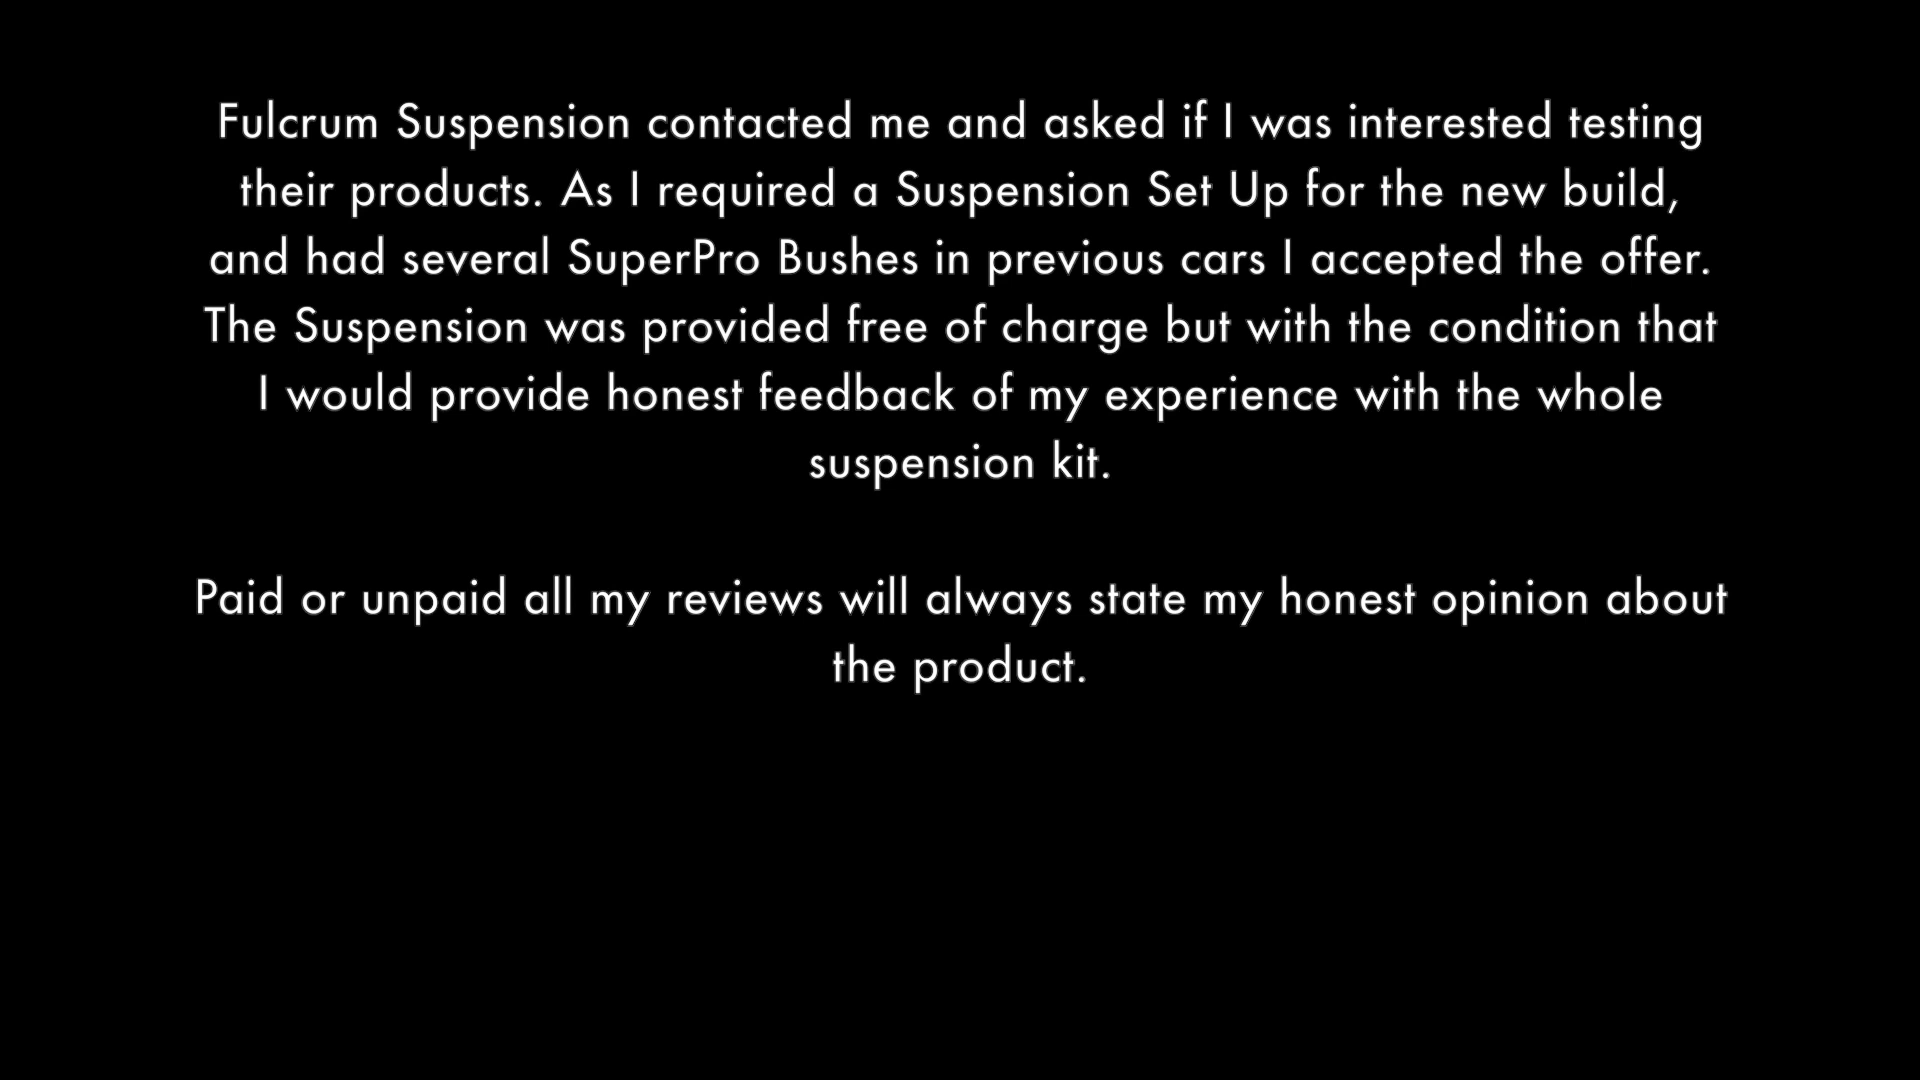 Fulcrum Suspension contacted me and asked if I was interested testing
their products. As I required a Suspension Set Up for the new build,
and had several SuperPro Bushes in previous cars I accepted the offer.
The Suspension was provided free of charge but with the condition that
I would provide honest feedback of my experience with the whole
suspension kit.
Paid or unpaid all my reviews will always state my honest opinion about
the product.